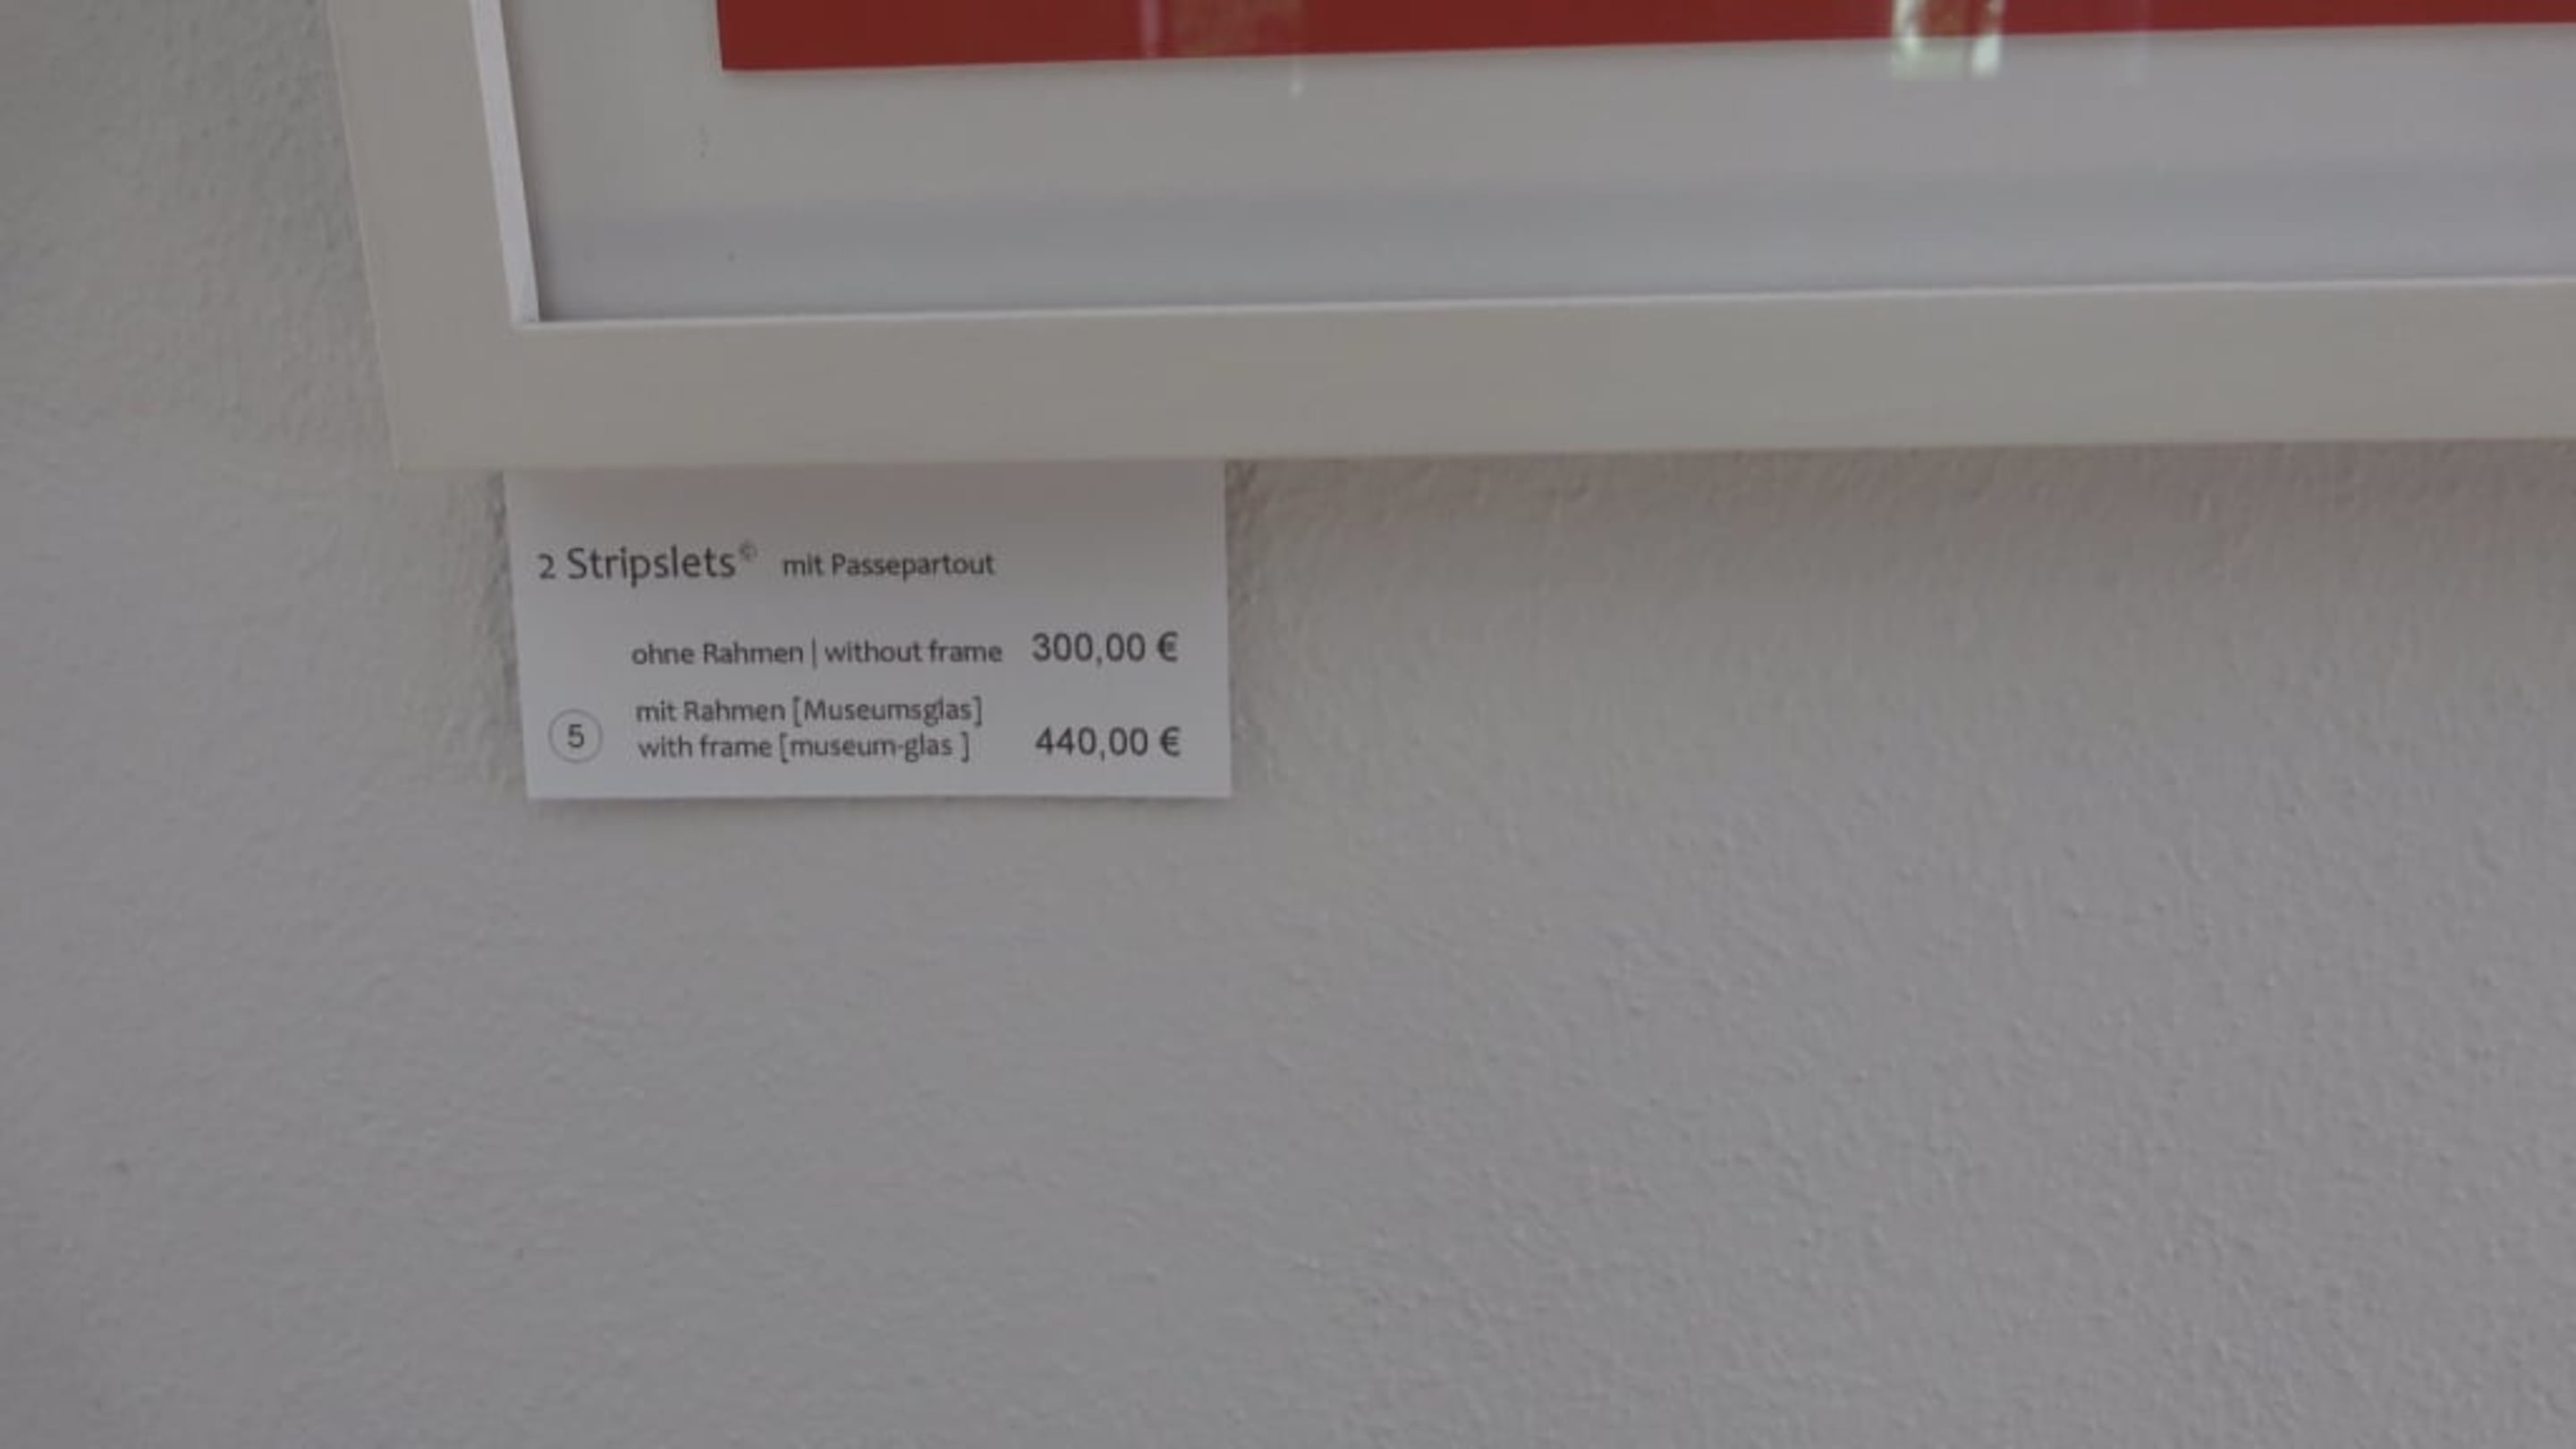 2 Stripslets© mit Passepartout
ohne Rahmen | without frame 300,00 €
mit Rahmen [Museumsglas]
5 with frame [museum-glas ] 440,00 €